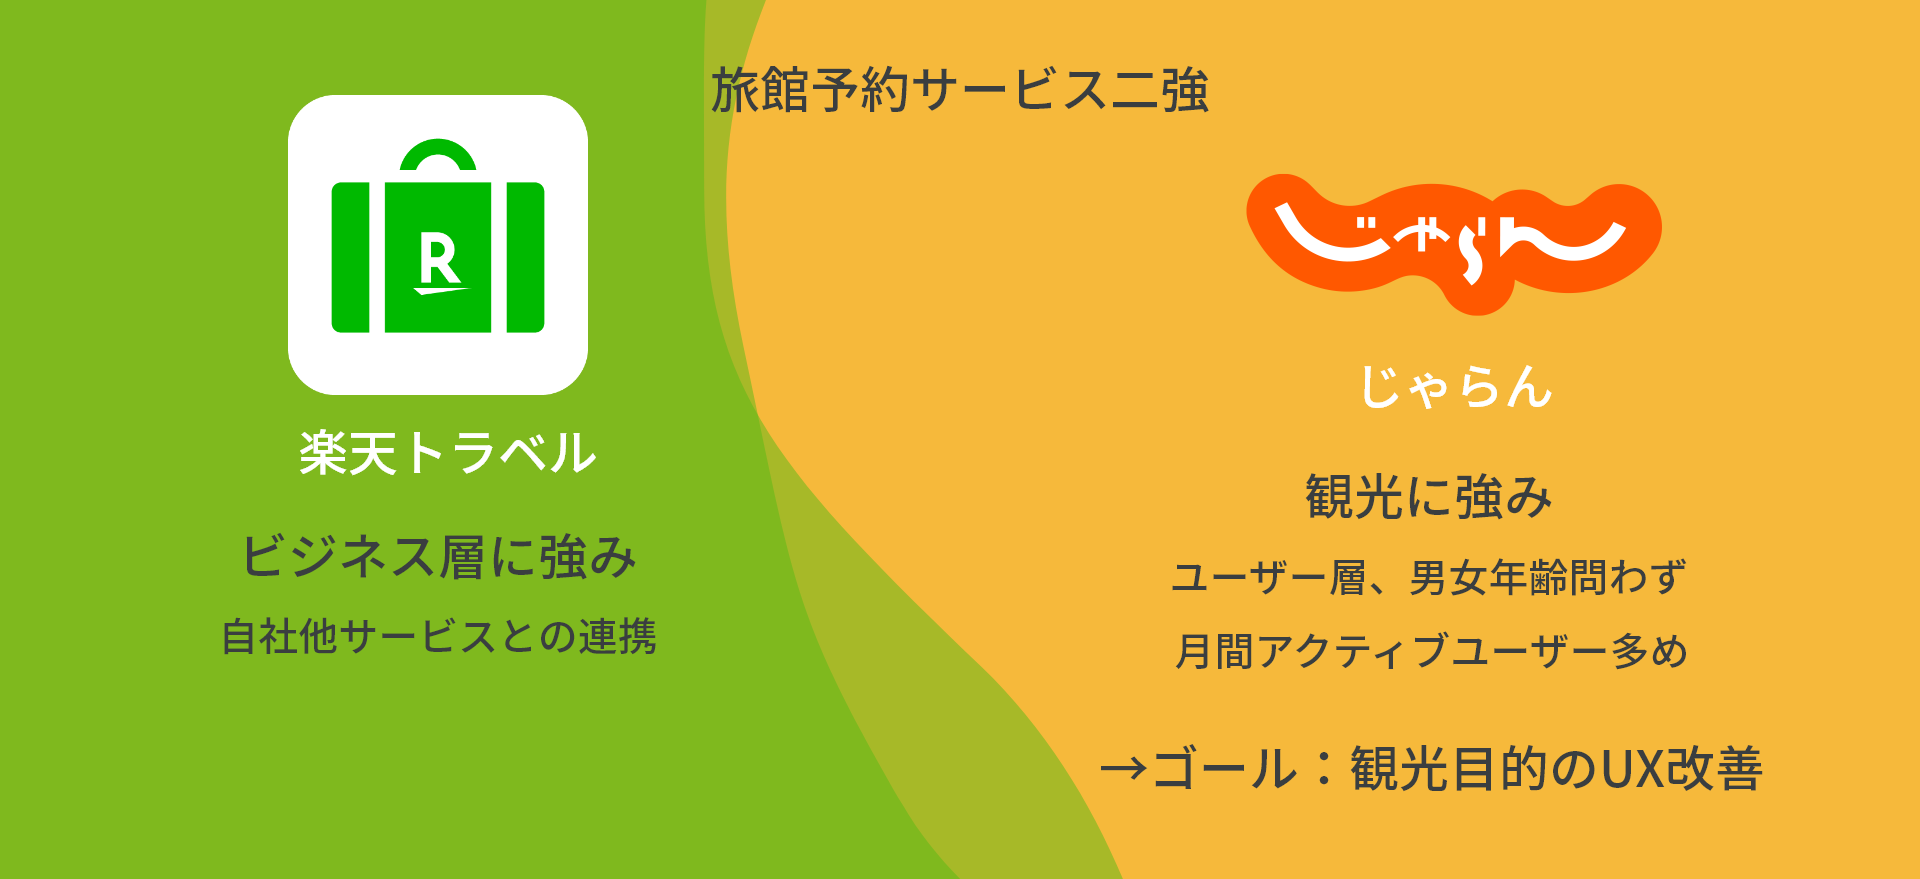 旅館予約サービス二強
R
楽天トラベル
ビジネス層に強み
自社他サービスとの連携
じゃらん
じゃらん
観光に強み
ユーザー層、男女年齢問わず
月間アクティブユーザー多め
→ゴール：観光目的のUX改善